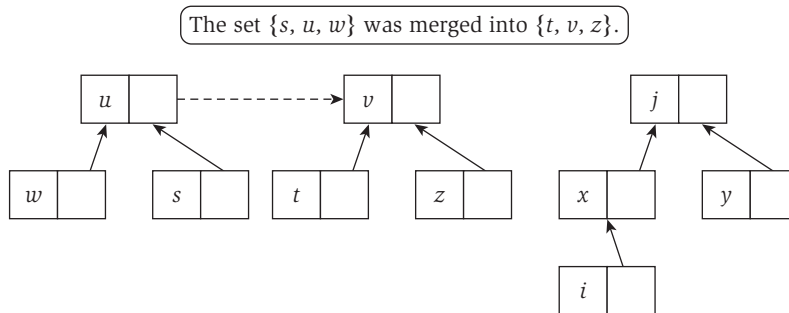 The set {s, u, w} was merged into {t, v, z}.
u v j
w s t z x y
i